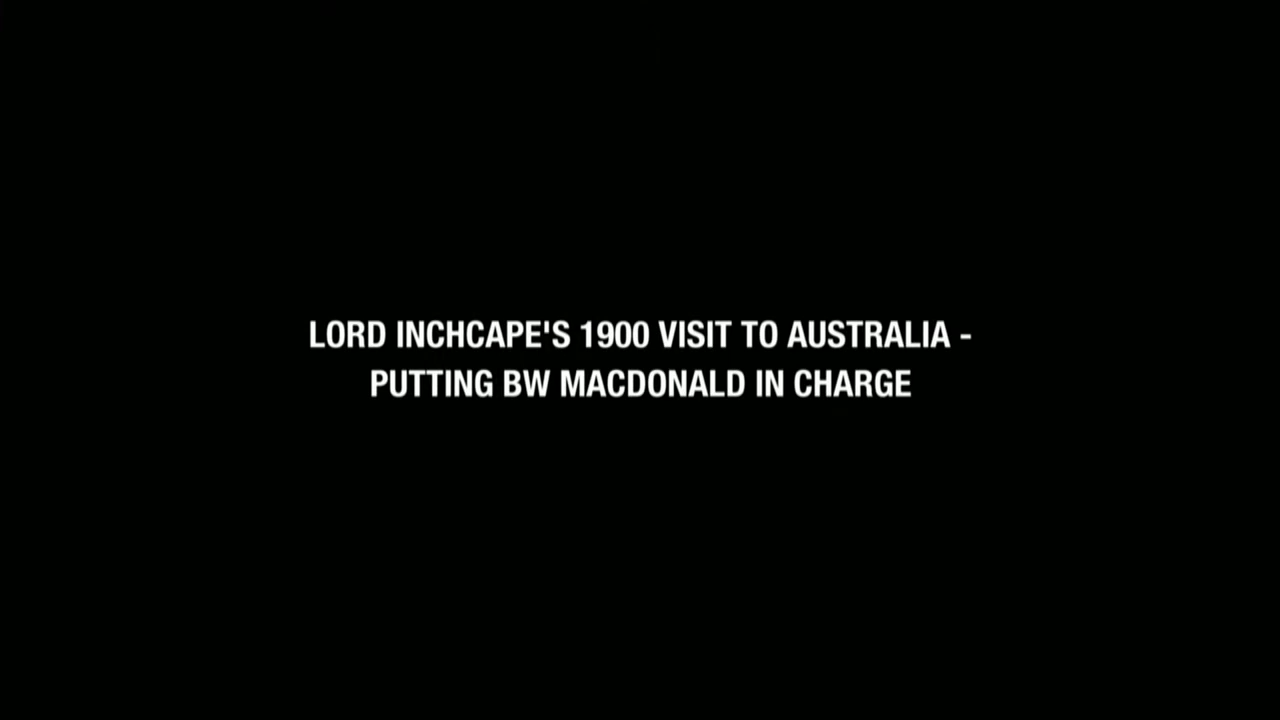 LORD INCHCAPE'S 1900 VISIT TO AUSTRALIA -
PUTTING BW MACDONALD IN CHARGE